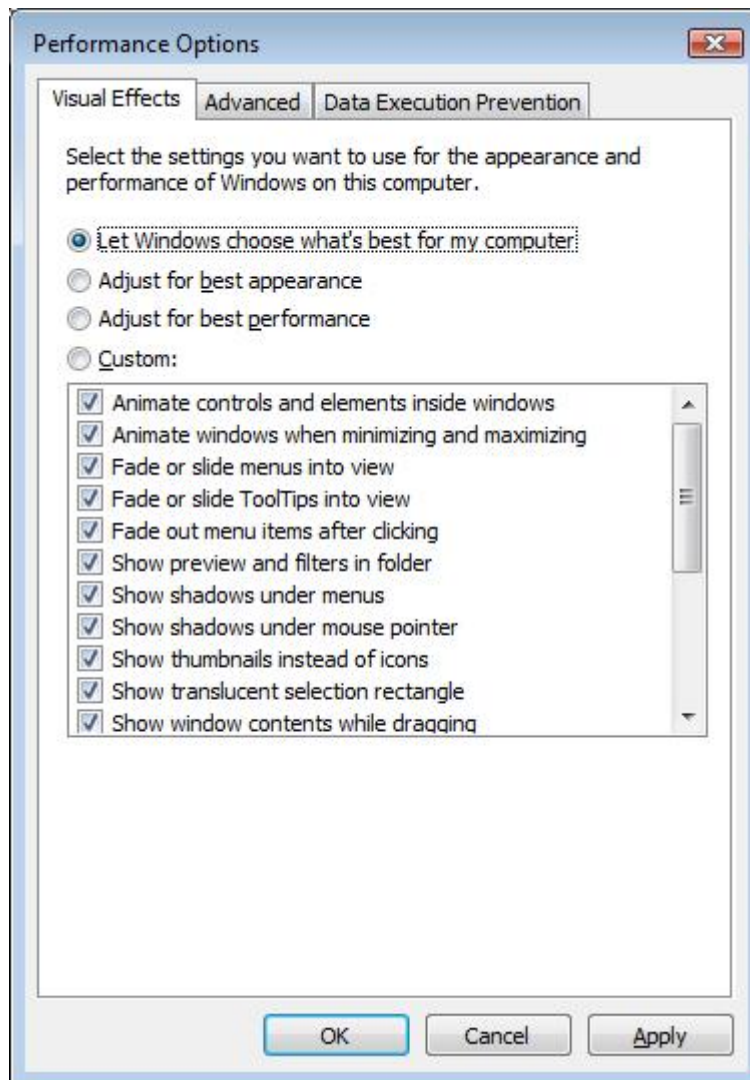 Performance Options
Visual Effects Advanced Data Execution Prevention
Select the settings you want to use for the appearance and
performance of Windows on this computer.
Let Windows choose what's best for my computer
Adjust for best appearance
Adjust for best performance
Custom:
Animate controls and elements inside windows
Animate windows when minimizing and maximizing
Fade or slide menus into view
Fade or slide ToolTips into view
Fade out menu items after clicking
Show preview and filters in folder
Show shadows under menus
Show shadows under mouse pointer
Show thumbnails instead of icons
Show translucent selection rectangle
Show window contents while dragging
OK Cancel Apply